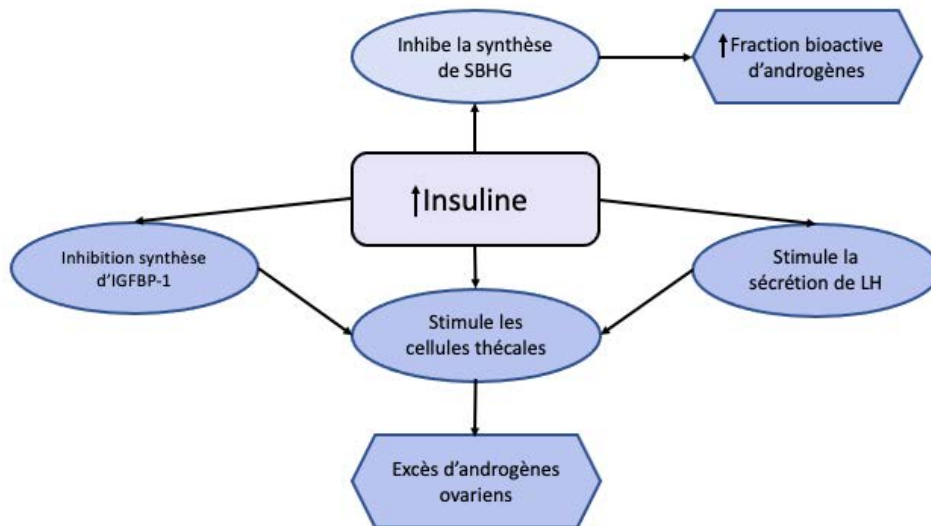 Inhibe la synthèse
de SBHG
↑Fraction bioactive
d'androgènes
↑Insuline
Inhibition synthèse
d'IGFBP-1
Stimule la
sécrétion de LH
Stimule les
cellules thécales
Excès d'androgènes
ovariens